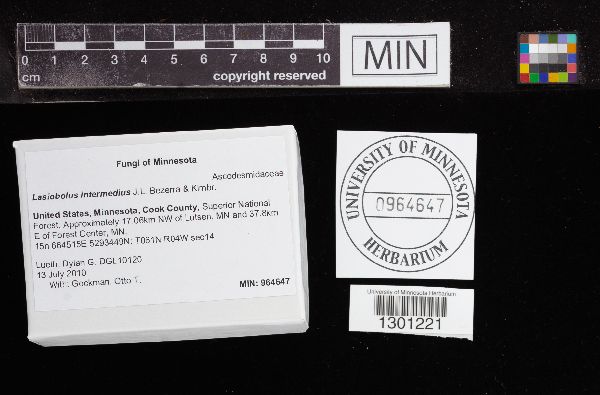 0 1 2 3 4 5 6 7 8 9 10
cm
copyright reserved
MIN
Fungi of Minnesota
Ascodesmidaceae
Lasiobolus intermedius J.L. Bezerra & Kimbr.
United States, Minnesota, Cook County, Superior National
Forest. Approximately 17.06km NW of Lutsen, MN and 37.8km
E of Forest Center, MN.
15n 664515E 5293449N; T061N R04W sec14
Lueth, Dylan G. DGL10120
13 July 2010
With: Gockman, Otto T.
MIN: 964647
UNIVERSITY OF MINNESOTA
0964647
HERBARIUM
University of Minnesota Herbarium
1301221